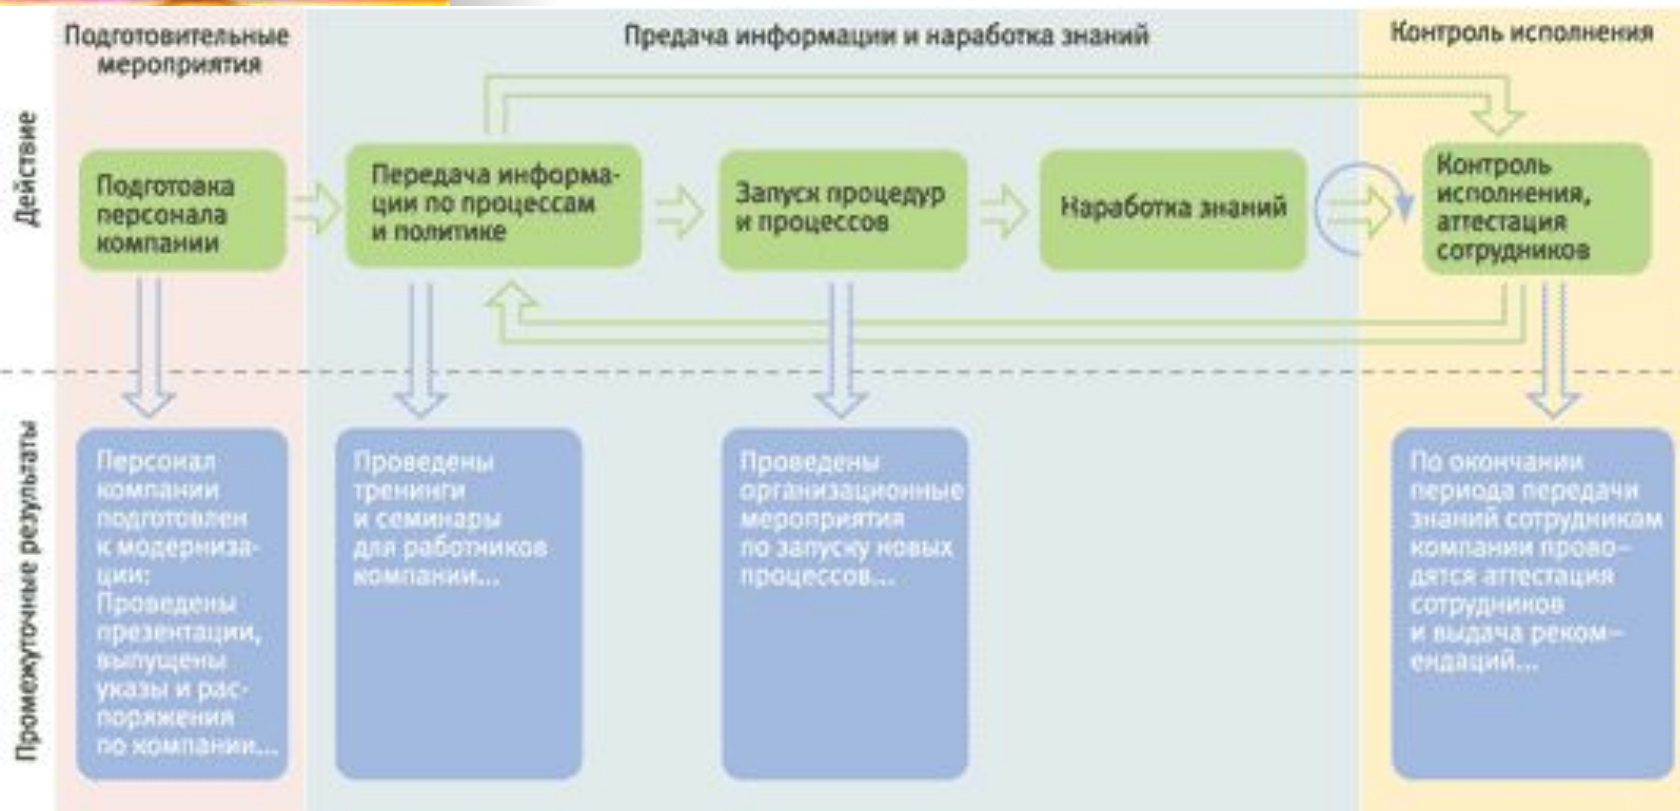 Подготовительные
мероприятия
Предача информации и наработка знаний
Контроль исполнения
Действие
Подготовка
персонала
компании
Передача информа-
ции по процессам
и политике
Запуск процедур
и процессов
Наработка знаний
Контроль
исполнения,
аттестация
сотрудников
Промежуточные результаты
Персонал
компании
подготовлен
к модерниза-
ции:
Проведены
презентации,
выпущены
указы и рас-
поряжения
по компании...
Проведены
тренинги
и семинары
для работников
компании...
Проведены
организационные
мероприятия
по запуску новых
процессов...
По окончании
периода передачи
знаний сотрудникам
компании прово-
дятся аттестация
сотрудников
и выдача реком-
ендаций...